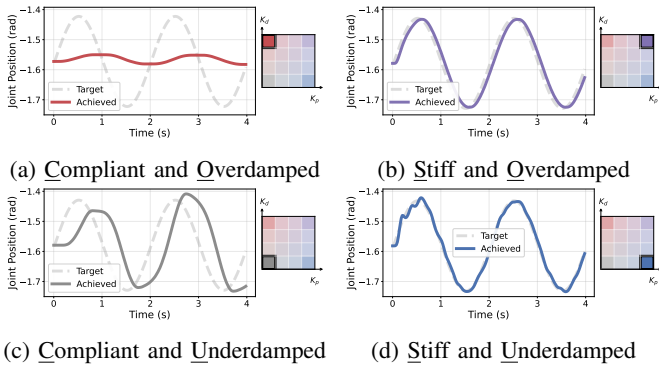 −1.4
−1.5
−1.6
−1.7
Joint Position (rad)
Target
Achieved
0 1 2 3 4
Time (s)
K_d
K_p
(a) Compliant and Overdamped
−1.4
−1.5
−1.6
−1.7
Joint Position (rad)
Target
Achieved
0 1 2 3 4
Time (s)
K_d
K_p
(b) Stiff and Overdamped
−1.4
−1.5
−1.6
−1.7
Joint Position (rad)
Target
Achieved
0 1 2 3 4
Time (s)
K_d
K_p
(c) Compliant and Underdamped
−1.4
−1.5
−1.6
−1.7
Joint Position (rad)
Target
Achieved
0 1 2 3 4
Time (s)
K_d
K_p
(d) Stiff and Underdamped